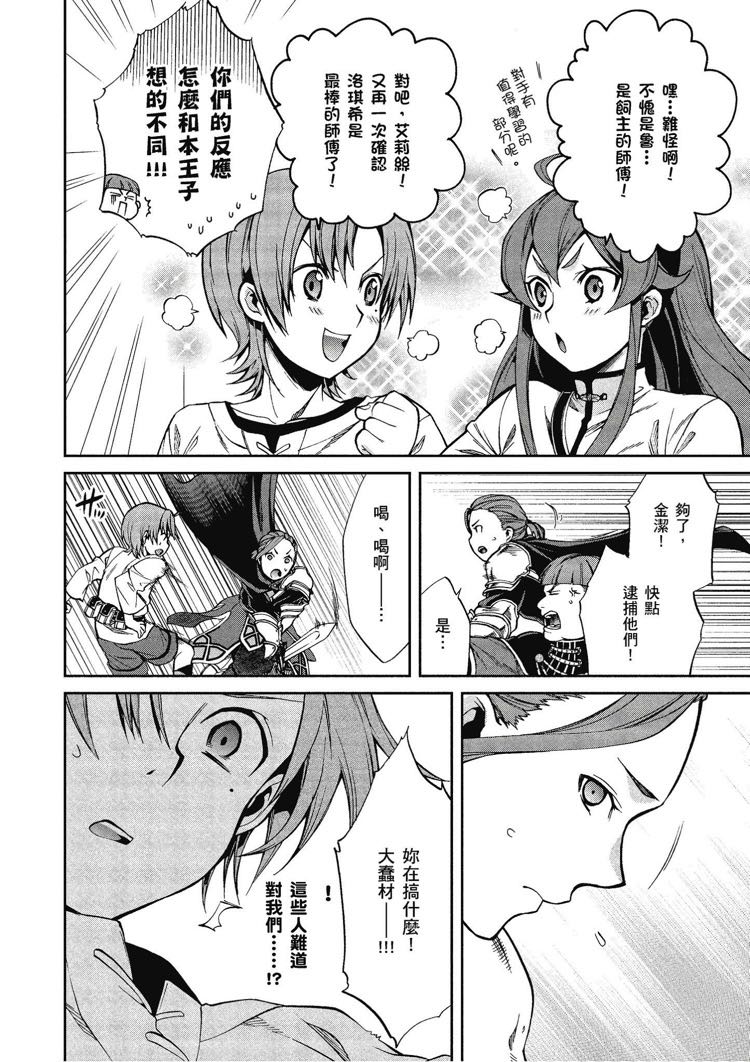 嘿…難怪啊！
不愧是魯…
是飼主的師傅！
對手有
值得學習的
部分呢。
對吧，艾莉絲！
又再一次確認
洛琪希是
最棒的師傅了！
你們的反應
怎麼和本王子
想的不同!!!
夠了，
金潔！
快點
逮捕他們！
是…
喝、喝啊——！…
サッ
妳在搞什麼！
大蠢材——!!!
！
這些人難道
對我們……!?